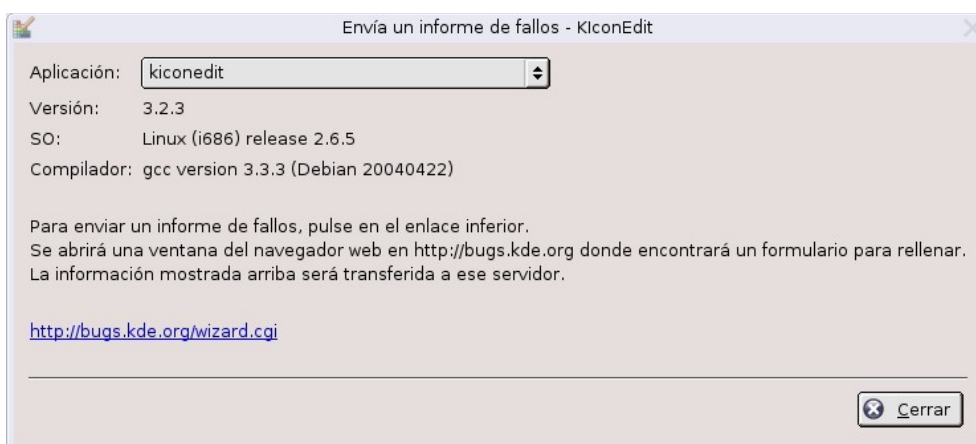 Envía un informe de fallos - KIconEdit
Aplicación: kiconedit
Versión: 3.2.3
SO: Linux (i686) release 2.6.5
Compilador: gcc version 3.3.3 (Debian 20040422)
Para enviar un informe de fallos, pulse en el enlace inferior.
Se abrirá una ventana del navegador web en http://bugs.kde.org donde encontrará un formulario para rellenar.
La información mostrada arriba será transferida a ese servidor.
http://bugs.kde.org/wizard.cgi
Cerrar